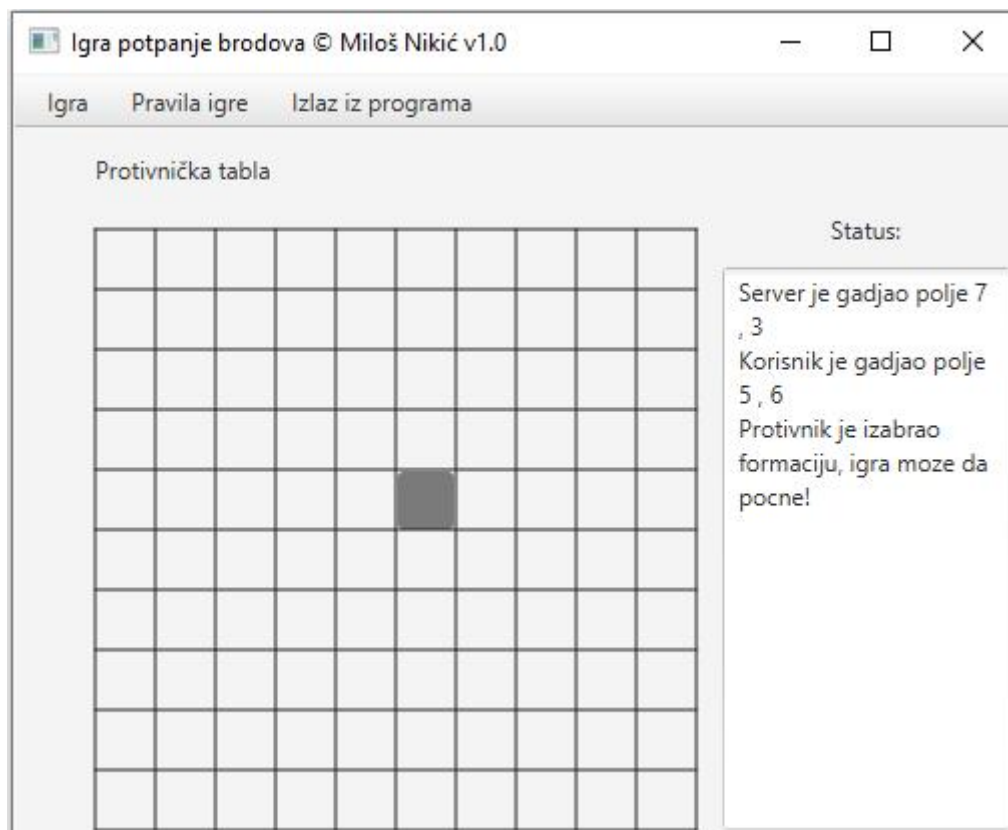 Igra potpanje brodova © Miloš Nikić v1.0
Igra Pravila igre Izlaz iz programa
Protivnička tabla
Status:
Server je gadjao polje 7
, 3
Korisnik je gadjao polje
5 , 6
Protivnik je izabrao
formaciju, igra moze da
pocne!